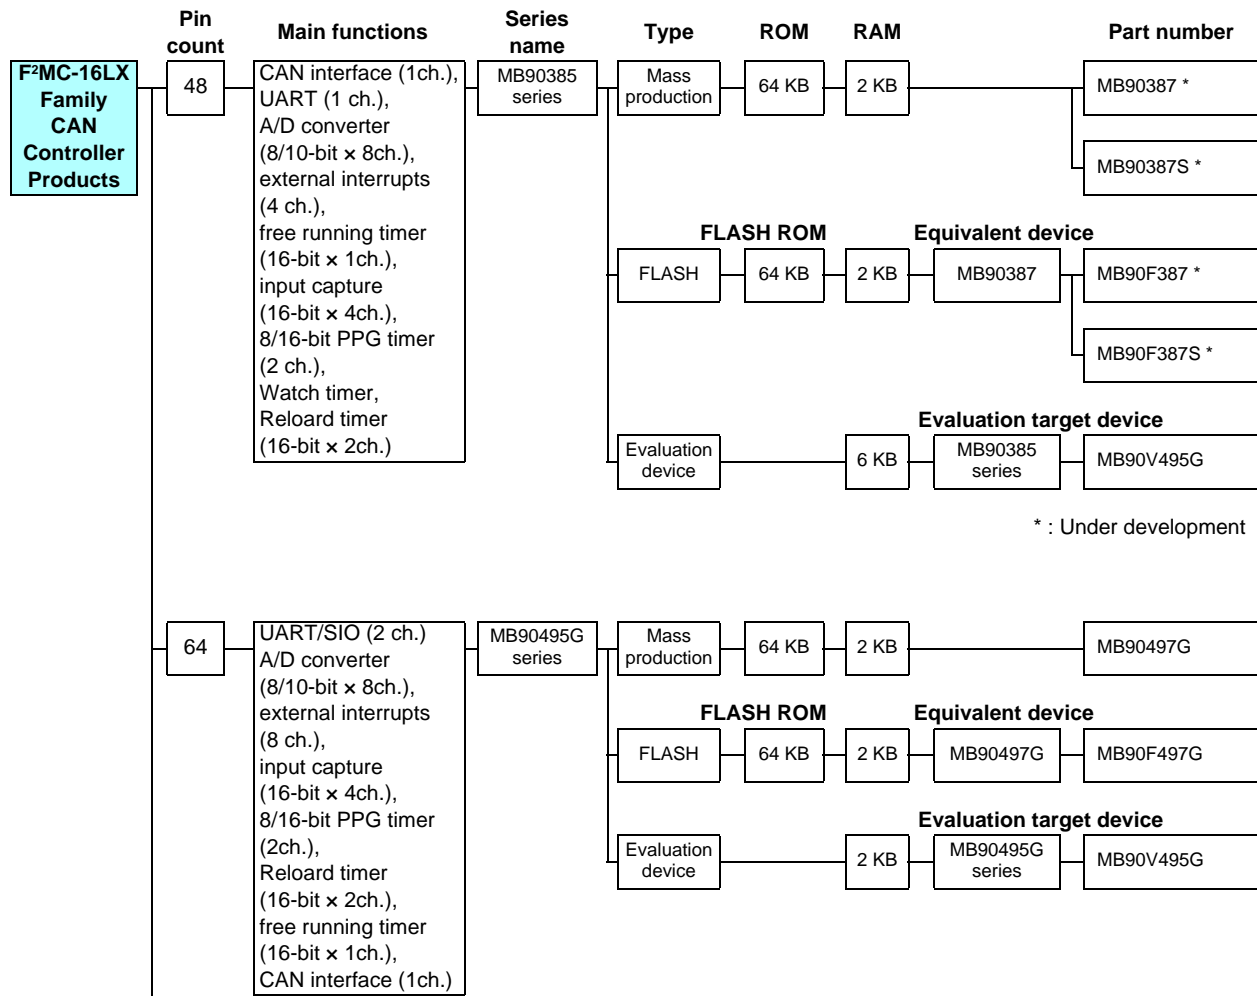 Pin count
Main functions
Series name
Type
ROM
RAM
Part number
F²MC-16LX
Family
CAN
Controller
Products
48
CAN interface (1ch.),
UART (1 ch.),
A/D converter
(8/10-bit × 8ch.),
external interrupts
(4 ch.),
free running timer
(16-bit × 1ch.),
input capture
(16-bit × 4ch.),
8/16-bit PPG timer
(2 ch.),
Watch timer,
Reloard timer
(16-bit × 2ch.)
MB90385
series
Mass
production
64 KB
2 KB
MB90387 *
MB90387S *
FLASH ROM
Equivalent device
FLASH
64 KB
2 KB
MB90387
MB90F387 *
MB90F387S *
Evaluation target device
Evaluation
device
6 KB
MB90385
series
MB90V495G
* : Under development
64
UART/SIO (2 ch.)
A/D converter
(8/10-bit × 8ch.),
external interrupts
(8 ch.),
input capture
(16-bit × 4ch.),
8/16-bit PPG timer
(2ch.),
Reloard timer
(16-bit × 2ch.),
free running timer
(16-bit × 1ch.),
CAN interface (1ch.)
MB90495G
series
Mass
production
64 KB
2 KB
MB90497G
FLASH ROM
Equivalent device
FLASH
64 KB
2 KB
MB90497G
MB90F497G
Evaluation target device
Evaluation
device
2 KB
MB90495G
series
MB90V495G